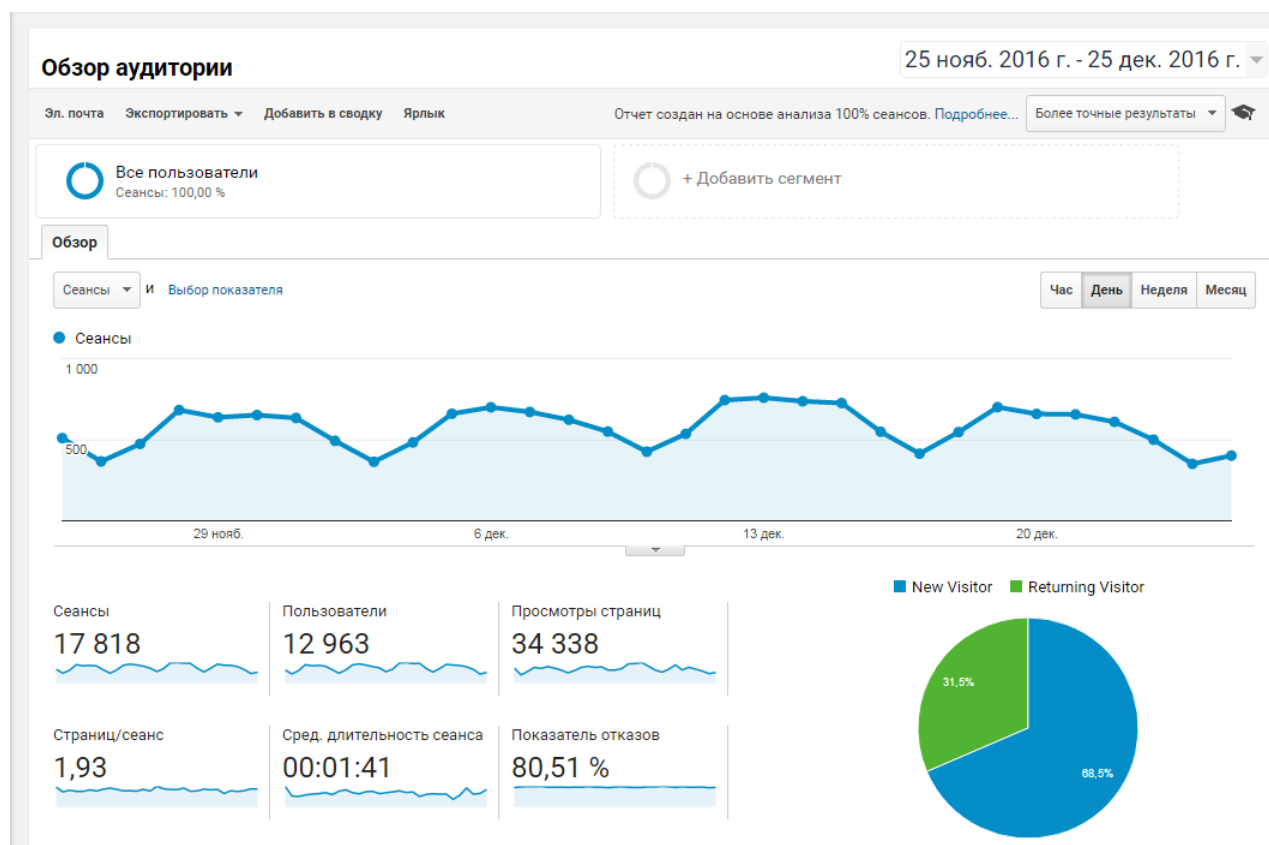 Обзор аудитории
25 нояб. 2016 г. - 25 дек. 2016 г.
Эл. почта Экспортировать Добавить в сводку Ярлык Отчет создан на основе анализа 100% сеансов. Подробнее... Более точные результаты
Все пользователи
Сеансы: 100,00 %
+ Добавить сегмент
Обзор
Сеансы и Выбор показателя Час День Неделя Месяц
Сеансы
1 000
500
29 нояб. 6 дек. 13 дек. 20 дек.
New Visitor Returning Visitor
Сеансы Пользователи Просмотры страниц
17 818 12 963 34 338
31,5%
Страниц/сеанс Сред. длительность сеанса Показатель отказов
1,93 00:01:41 80,51 %
68,5%